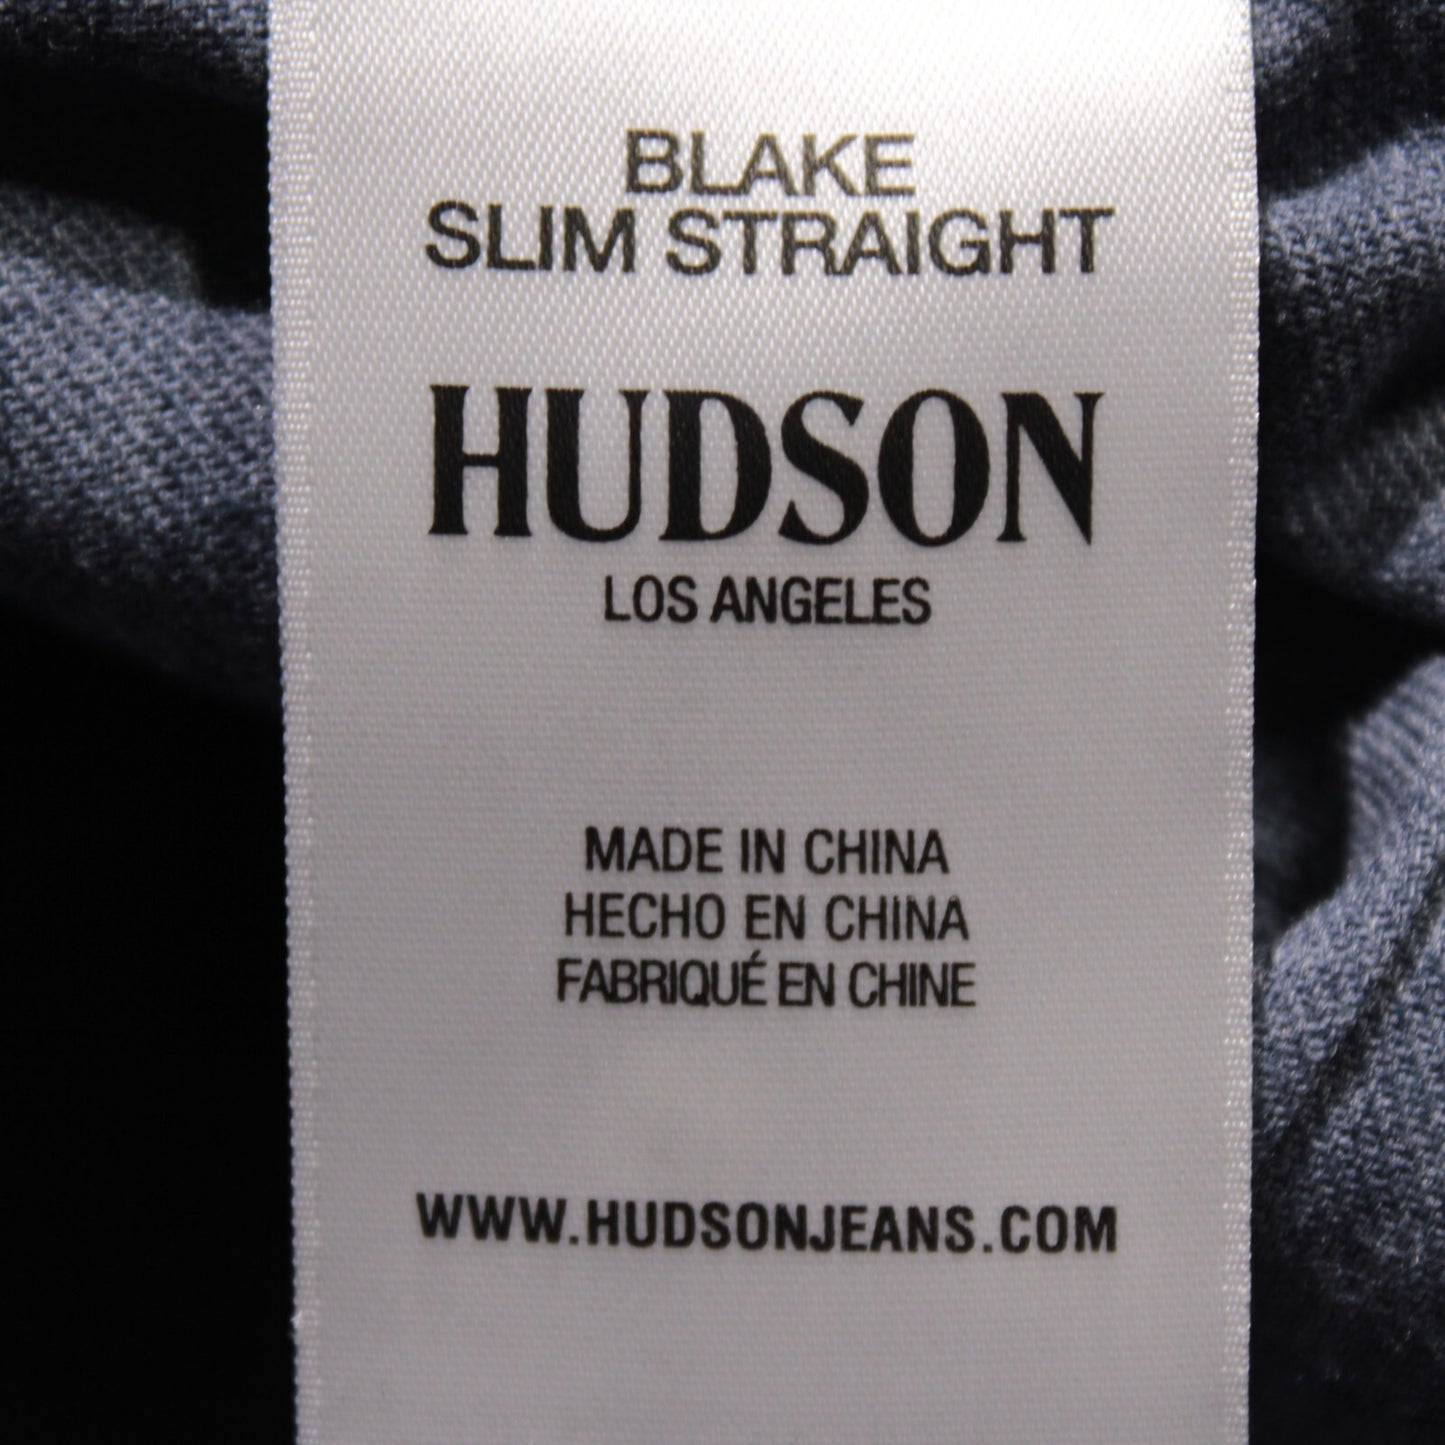 BLAKE
SLIM STRAIGHT
HUDSON
LOS ANGELES
MADE IN CHINA
HECHO EN CHINA
FABRIQUÉ EN CHINE
WWW.HUDSONJEANS.COM